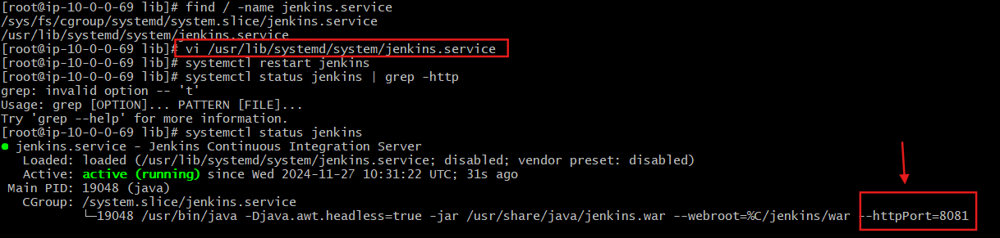 [root@ip-10-0-0-69 lib]# find / -name jenkins.service
/sys/fs/cgroup/systemd/system.slice/jenkins.service
/usr/lib/systemd/system/jenkins.service
[root@ip-10-0-0-69 lib]# vi /usr/lib/systemd/system/jenkins.service
[root@ip-10-0-0-69 lib]# systemctl restart jenkins
[root@ip-10-0-0-69 lib]# systemctl status jenkins | grep -http
grep: invalid option -- 't'
Usage: grep [OPTION]... PATTERN [FILE]...
Try 'grep --help' for more information.
[root@ip-10-0-0-69 lib]# systemctl status jenkins
● jenkins.service - Jenkins Continuous Integration Server
   Loaded: loaded (/usr/lib/systemd/system/jenkins.service; disabled; vendor preset: disabled)
   Active: active (running) since Wed 2024-11-27 10:31:22 UTC; 31s ago
 Main PID: 19048 (java)
   CGroup: /system.slice/jenkins.service
           └─19048 /usr/bin/java -Djava.awt.headless=true -jar /usr/share/java/jenkins.war --webroot=%C/jenkins/war --httpPort=8081